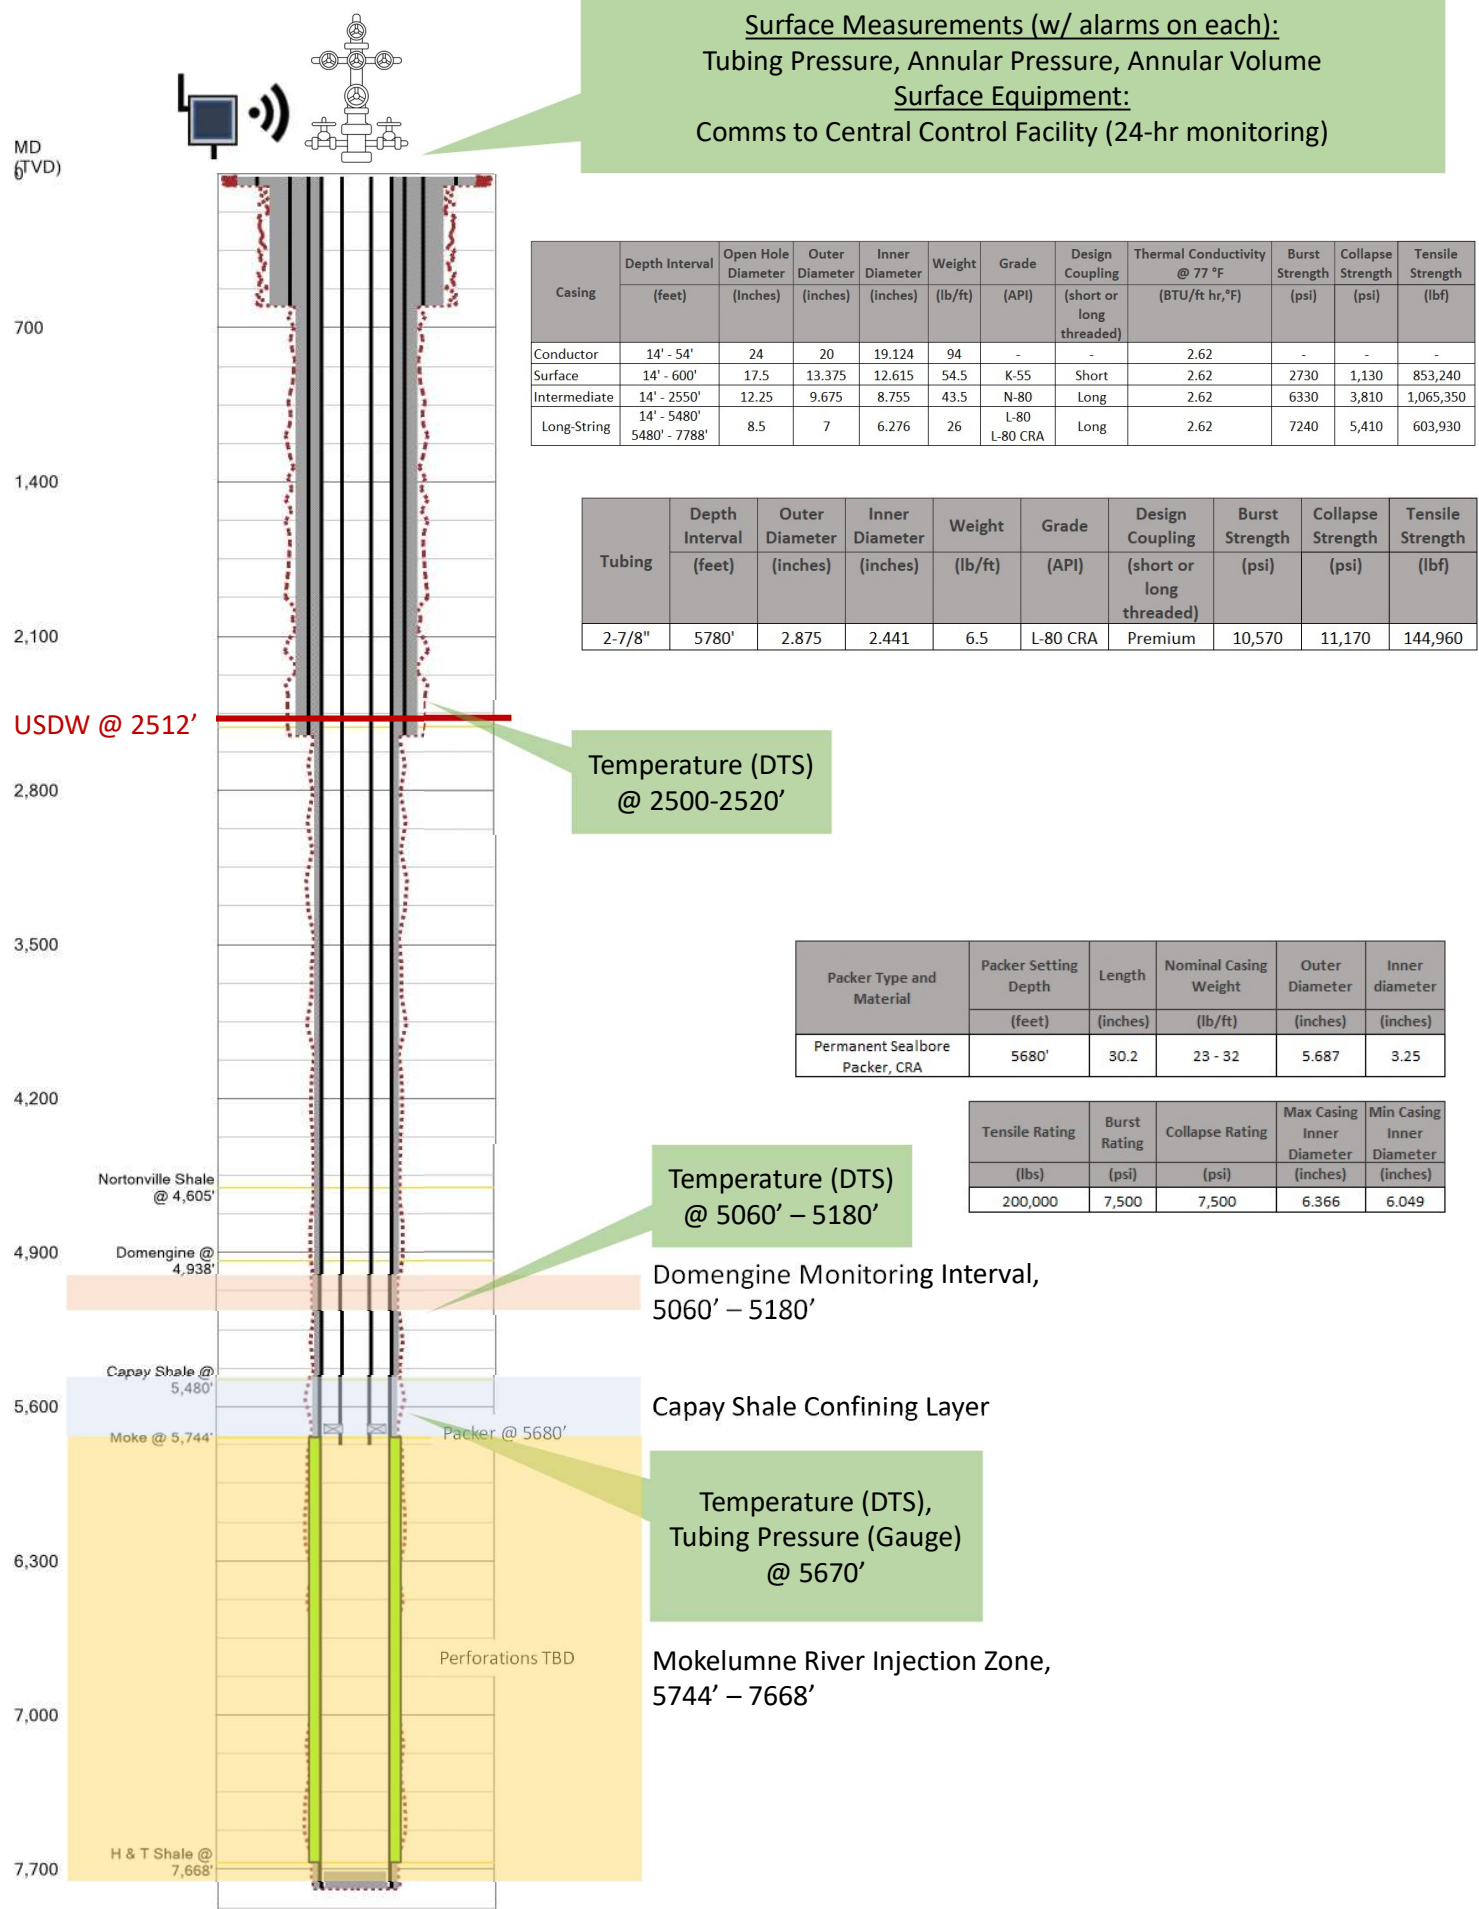 Surface Measurements (w/ alarms on each):
Tubing Pressure, Annular Pressure, Annular Volume
Surface Equipment:
Comms to Central Control Facility (24-hr monitoring)
MD
(TVD)
0
700
1,400
2,100
USDW @ 2512’
2,800
3,500
4,200
Nortonville Shale
@ 4,605'
4,900
Domengine @
4,938'
Capay Shale @
5,480'
5,600
Moke @ 5,744'
6,300
7,000
H & T Shale @
7,668'
7,700
Casing
Depth Interval
Open Hole Diameter
Outer Diameter
Inner Diameter
Weight
Grade
Design Coupling
Thermal Conductivity @ 77 °F
Burst Strength
Collapse Strength
Tensile Strength
(feet) (Inches) (inches) (inches) (lb/ft) (API) (short or long threaded) (BTU/ft hr,°F) (psi) (psi) (lbf)
Conductor 14' - 54' 24 20 19.124 94 - - 2.62 - - -
Surface 14' - 600' 17.5 13.375 12.615 54.5 K-55 Short 2.62 2730 1,130 853,240
Intermediate 14' - 2550' 12.25 9.675 8.755 43.5 N-80 Long 2.62 6330 3,810 1,065,350
Long-String 14' - 5480' 5480' - 7788' 8.5 7 6.276 26 L-80 L-80 CRA Long 2.62 7240 5,410 603,930
Tubing
Depth Interval
Outer Diameter
Inner Diameter
Weight
Grade
Design Coupling
Burst Strength
Collapse Strength
Tensile Strength
(feet) (inches) (inches) (lb/ft) (API) (short or long threaded) (psi) (psi) (lbf)
2-7/8" 5780' 2.875 2.441 6.5 L-80 CRA Premium 10,570 11,170 144,960
Temperature (DTS)
@ 2500-2520’
Packer Type and Material
Packer Setting Depth
Length
Nominal Casing Weight
Outer Diameter
Inner diameter
(feet) (inches) (lb/ft) (inches) (inches)
Permanent Sealbore Packer, CRA 5680' 30.2 23 - 32 5.687 3.25
Tensile Rating
Burst Rating
Collapse Rating
Max Casing Inner Diameter
Min Casing Inner Diameter
(lbs) (psi) (psi) (inches) (inches)
200,000 7,500 7,500 6.366 6.049
Temperature (DTS)
@ 5060’ – 5180’
Domengine Monitoring Interval,
5060’ – 5180’
Capay Shale Confining Layer
Packer @ 5680’
Temperature (DTS),
Tubing Pressure (Gauge)
@ 5670’
Perforations TBD
Mokelumne River Injection Zone,
5744’ – 7668’